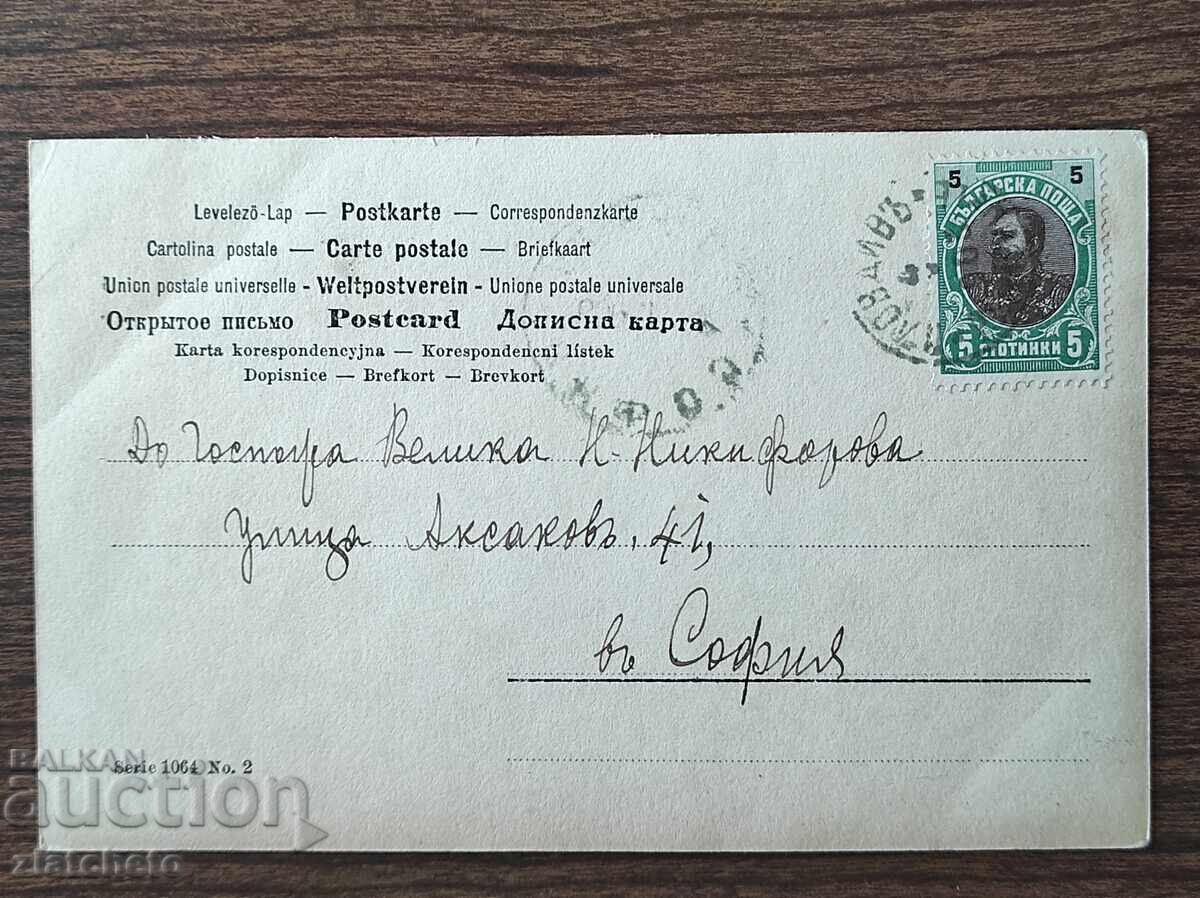 Levelezö-Lap — Postkarte — Correspondenzkarte
Cartolina postale — Carte postale — Briefkaart
Union postale universelle - Weltpostverein - Unione postale universale
Открытое письмо Postcard Дописна карта
Karta korespondencyjna — Korespondencni lístek
Dopisnice — Brefkort — Brevkort
5 5
БЪЛГАРСКА ПОЩА
5 СТОТИНКИ 5
До Госпожа Велика Н. Никифорова
Улица Аксаковъ, 41,
въ София
Serie 1064 No. 2
BALKAN
auction
zlatcheto